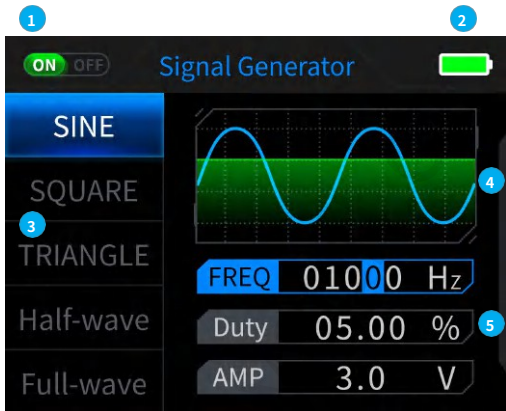 1 2
ON OFF Signal Generator
SINE
SQUARE
3
TRIANGLE
Half-wave
Full-wave
4
FREQ 01000 Hz
Duty 05.00 % 5
AMP 3.0 V